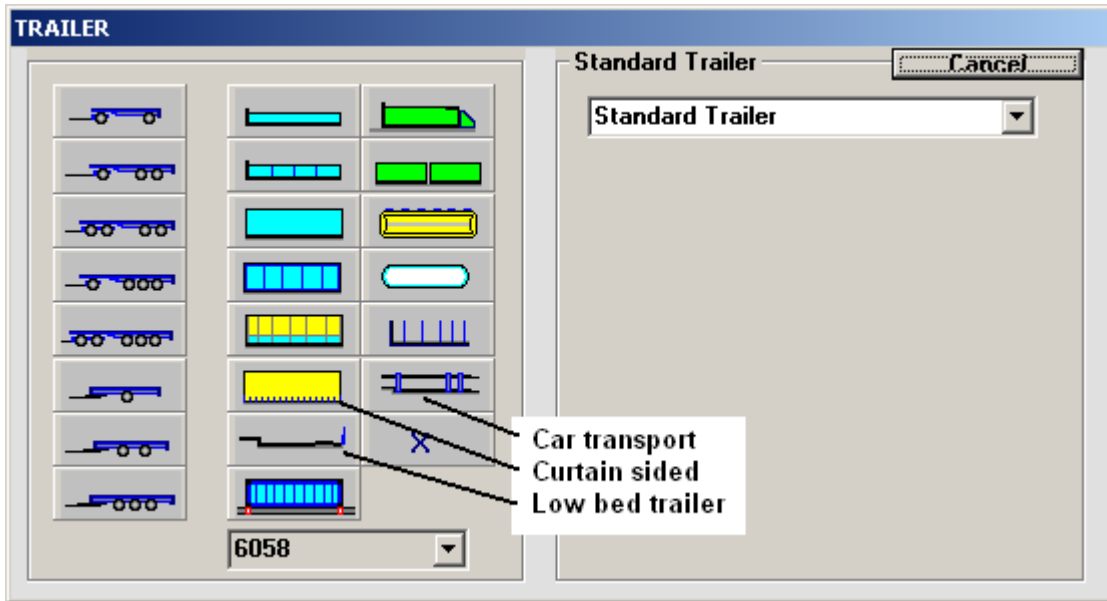 TRAILER
Standard Trailer
Cancel
Standard Trailer
Car transport
Curtain sided
Low bed trailer
6058